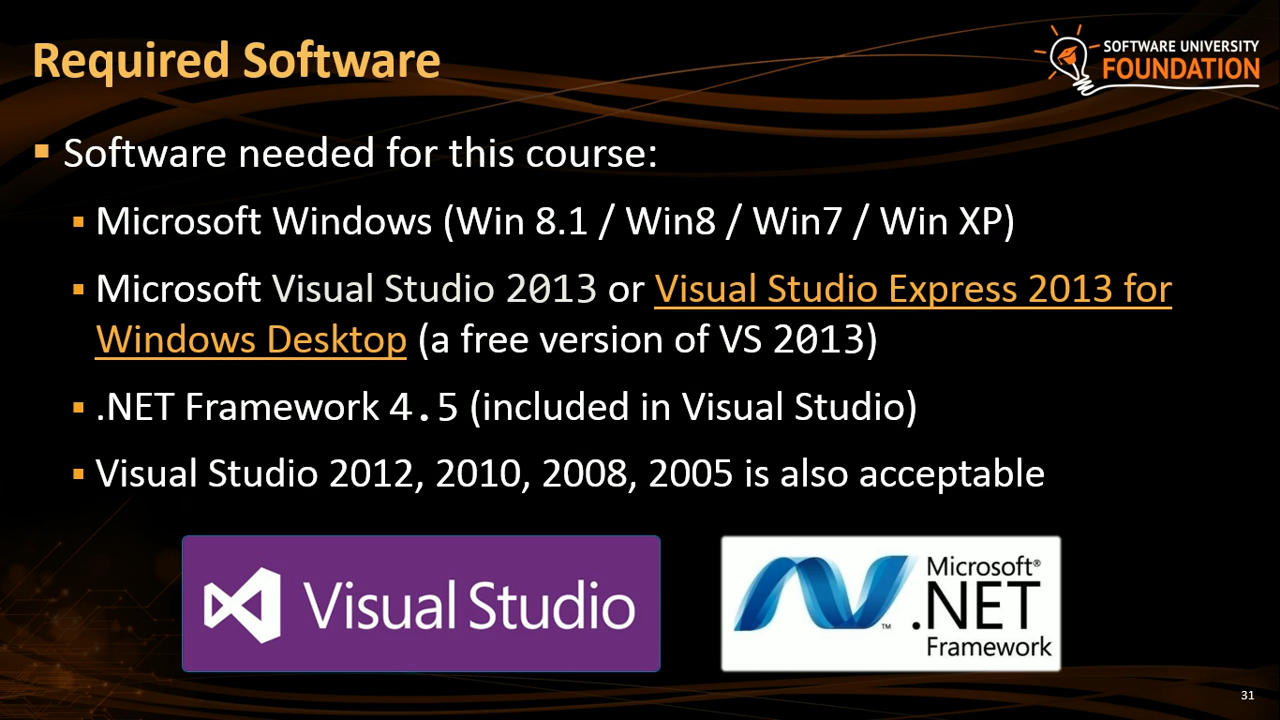 Required Software
SOFTWARE UNIVERSITY
FOUNDATION
Software needed for this course:
Microsoft Windows (Win 8.1 / Win8 / Win7 / Win XP)
Microsoft Visual Studio 2013 or Visual Studio Express 2013 for
Windows Desktop (a free version of VS 2013)
.NET Framework 4.5 (included in Visual Studio)
Visual Studio 2012, 2010, 2008, 2005 is also acceptable
Visual Studio
Microsoft®
.NET
Framework
™
31